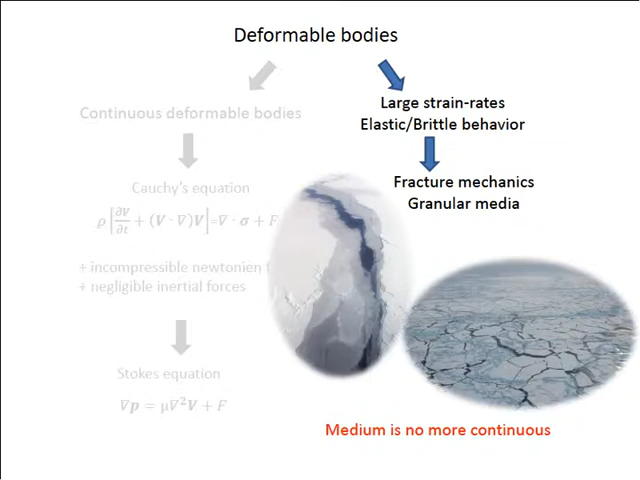 Deformable bodies
Continuous deformable bodies
Large strain-rates
Elastic/Brittle behavior
Cauchy's equation
ρ[∂V/∂t + (V · ∇)V]=∇ · σ + F
+ incompressible newtonien
+ negligible inertial forces
Fracture mechanics
Granular media
Stokes equation
∇p = μ∇²V + F
Medium is no more continuous